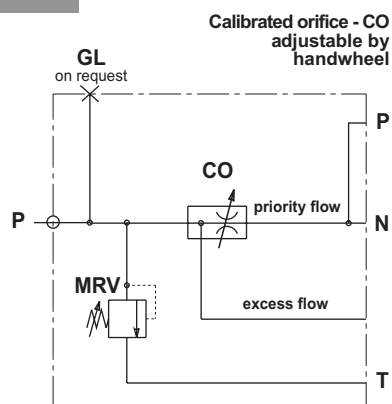 Calibrated orifice - CO
adjustable by
handwheel
GL
on request
P
CO
priority flow
P
N
MRV
excess flow
T